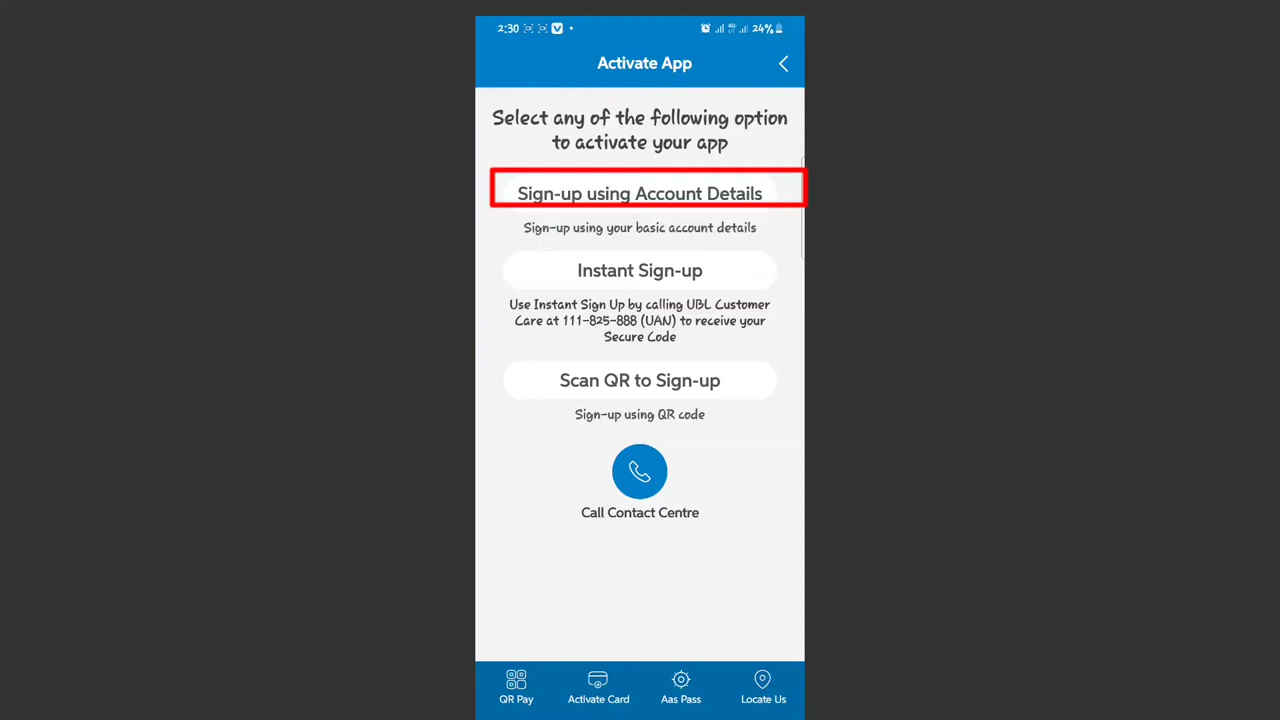 2:30
24%
Activate App
Select any of the following option
to activate your app
Sign-up using Account Details
Sign-up using your basic account details
Instant Sign-up
Use Instant Sign Up by calling UBL Customer
Care at 111-825-888 (UAN) to receive your
Secure Code
Scan QR to Sign-up
Sign-up using QR code
Call Contact Centre
QR Pay Activate Card Aas Pass Locate Us